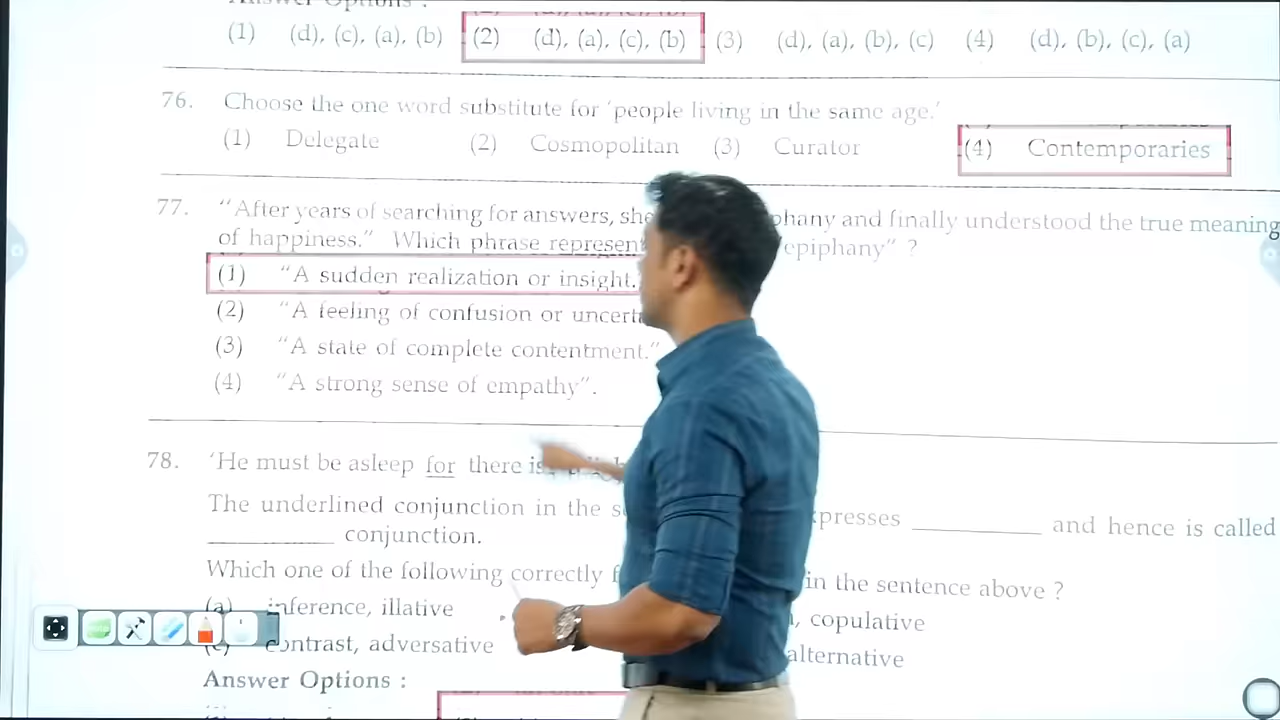 Answer Options :
(1) (d), (c), (a), (b) (2) (d), (a), (c), (b) (3) (d), (a), (b), (c) (4) (d), (b), (c), (a)
76. Choose the one word substitute for 'people living in the same age.'
(1) Delegate (2) Cosmopolitan (3) Curator (4) Contemporaries
77. "After years of searching for answers, she phany and finally understood the true meaning
of happiness." Which phrase represent epiphany" ?
(1) "A sudden realization or insight.
(2) "A feeling of confusion or uncerta
(3) "A state of complete contentment."
(4) "A strong sense of empathy".
78. 'He must be asleep for there is
The underlined conjunction in the s presses and hence is called
conjunction.
Which one of the following correctly f in the sentence above ?
(a) inference, illative , copulative
(c) contrast, adversative alternative
Answer Options :